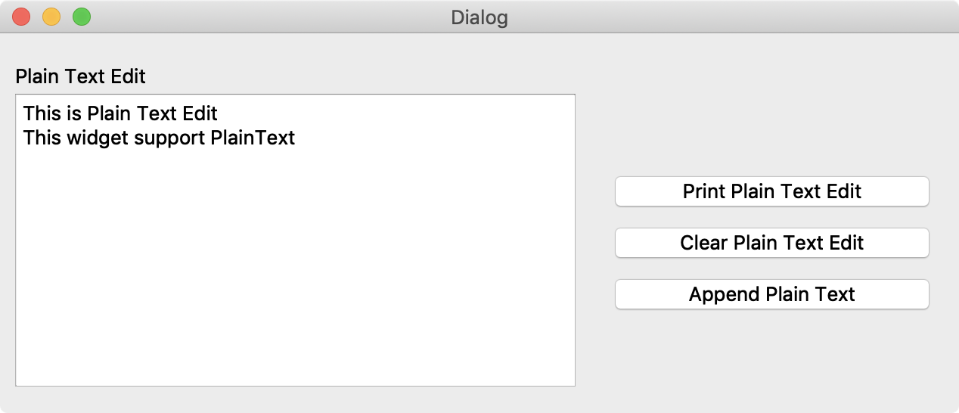 Dialog
Plain Text Edit
This is Plain Text Edit
This widget support PlainText
Print Plain Text Edit
Clear Plain Text Edit
Append Plain Text